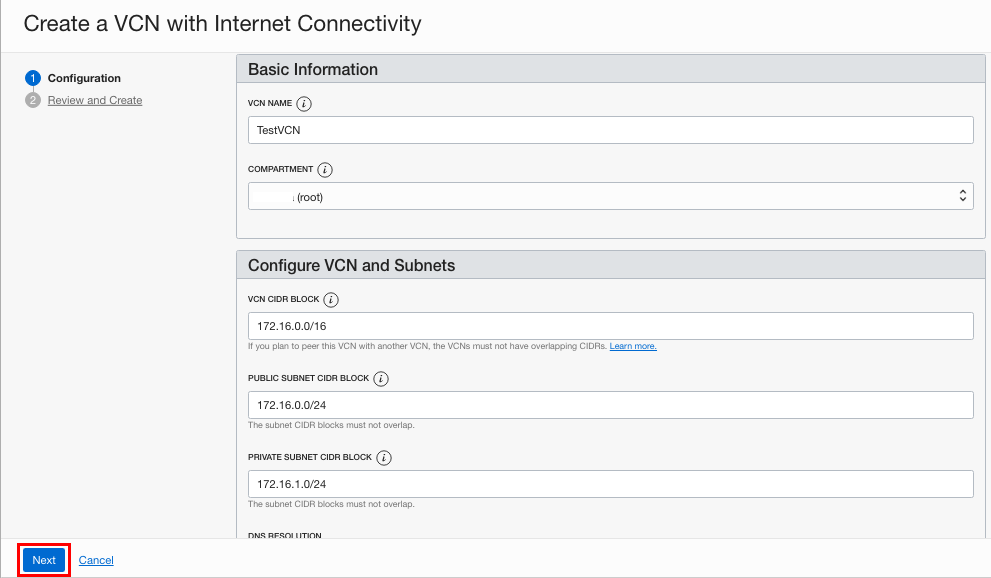 Create a VCN with Internet Connectivity
1 Configuration
2 Review and Create
Basic Information
VCN NAME i
TestVCN
COMPARTMENT i
(root)
Configure VCN and Subnets
VCN CIDR BLOCK i
172.16.0.0/16
If you plan to peer this VCN with another VCN, the VCNs must not have overlapping CIDRs. Learn more.
PUBLIC SUBNET CIDR BLOCK i
172.16.0.0/24
The subnet CIDR blocks must not overlap.
PRIVATE SUBNET CIDR BLOCK i
172.16.1.0/24
The subnet CIDR blocks must not overlap.
DNS RESOLUTION
Next Cancel